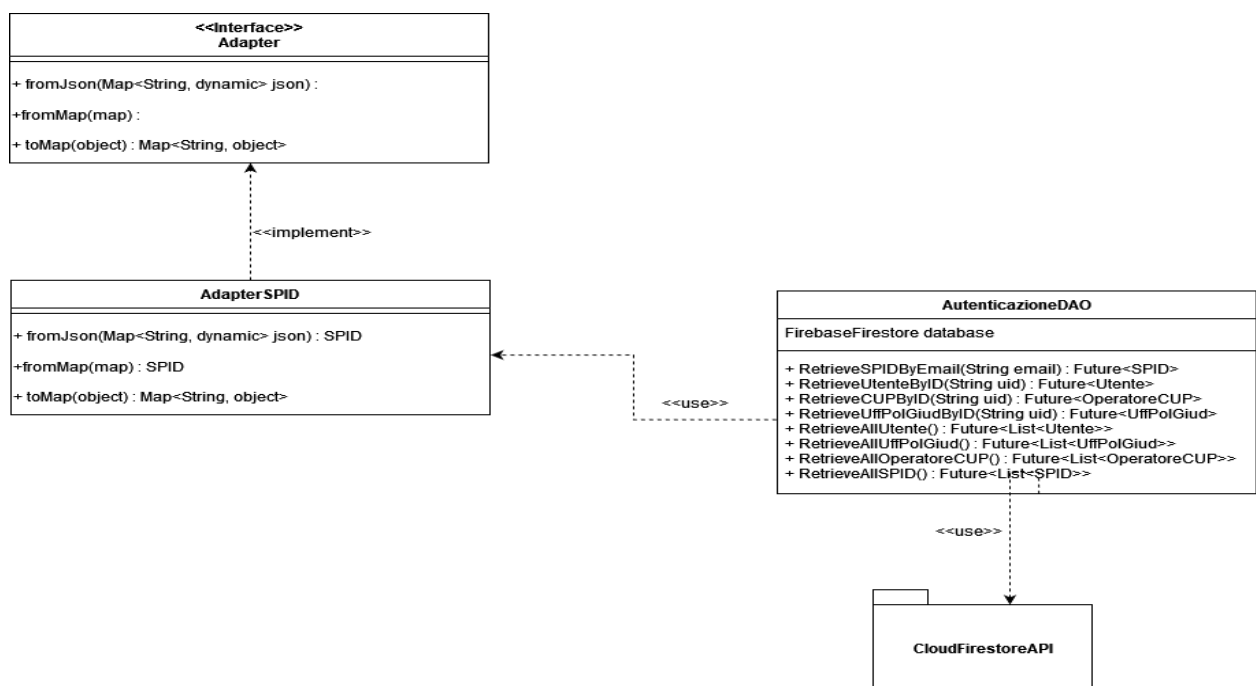 <<Interface>>
Adapter
+ fromJson(Map<String, dynamic> json) :
+fromMap(map) :
+ toMap(object) : Map<String, object>
<<implement>>
AdapterSPID
+ fromJson(Map<String, dynamic> json) : SPID
+fromMap(map) : SPID
+ toMap(object) : Map<String, object>
<<use>>
AutenticazioneDAO
FirebaseFirestore database
+ RetrieveSPIDByEmail(String email) : Future<SPID>
+ RetrieveUtenteByID(String uid) : Future<Utente>
+ RetrieveCUPByID(String uid) : Future<OperatoreCUP>
+ RetrieveUffPolGiudByID(String uid) : Future<UffPolGiud>
+ RetrieveAllUtente() : Future<List<Utente>>
+ RetrieveAllUffPolGiud() : Future<List<UffPolGiud>>
+ RetrieveAllOperatoreCUP() : Future<List<OperatoreCUP>>
+ RetrieveAllSPID() : Future<List<SPID>>
<<use>>
CloudFirestoreAPI